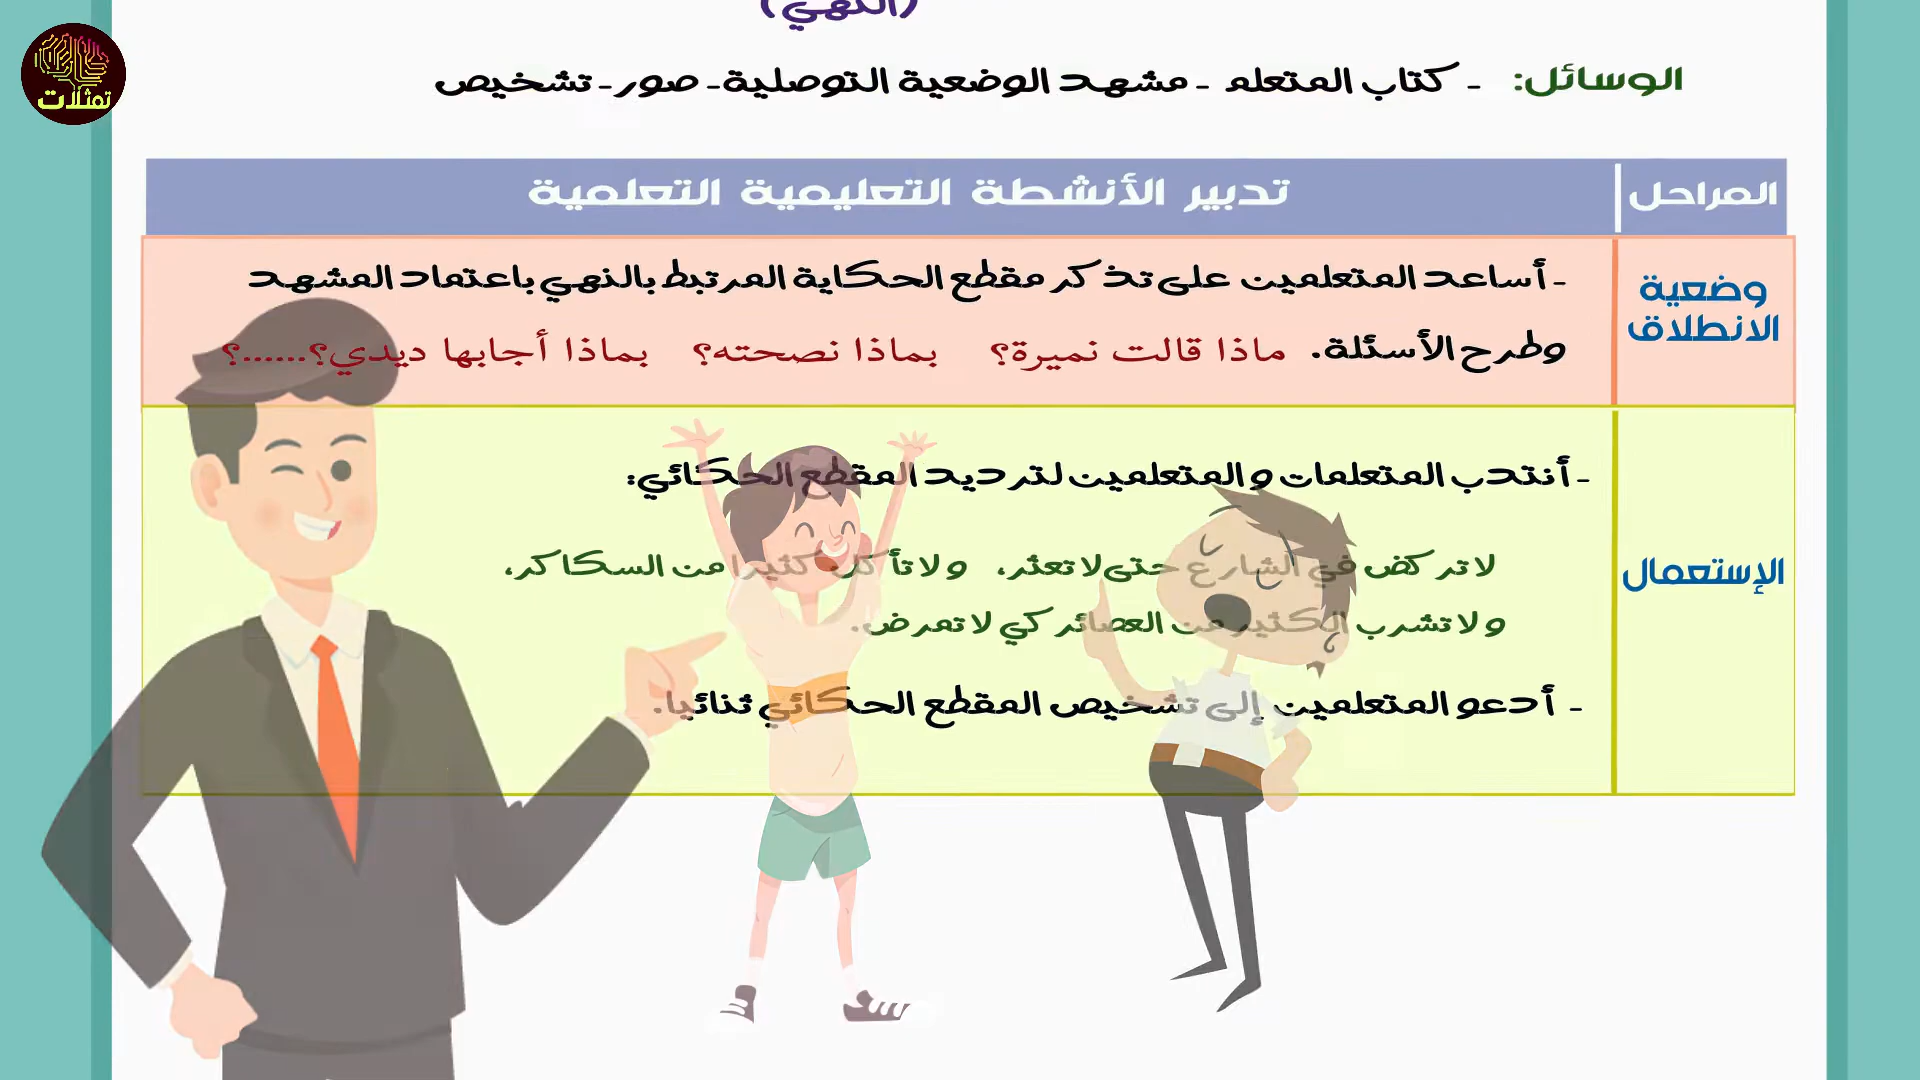 (النهي)
تمثلات
الوسائل: - كتاب المتعلم - مشهد الوضعية التوصلية - صور - تشخيص
المراحل
تدبير الأنشطة التعليمية التعلمية
وضعية
الانطلاق
- أساعد المتعلمين على تذكر مقطع الحكاية المرتبط بالنهي باعتماد المشهد
وطرح الأسئلة. ماذا قالت نميرة؟ بماذا نصحته؟ بماذا أجابها ديدي؟......؟
الإستعمال
- أنتدب المتعلمات والمتعلمين لترديد المقطع الحكائي:
لا تركض في الشارع حتى لا تعثر، ولا تأكل كثيرا من السكاكر،
ولا تشرب الكثير من العصائر كي لا تمرض.
- أدعو المتعلمين إلى تشخيص المقطع الحكائي ثنائيا.